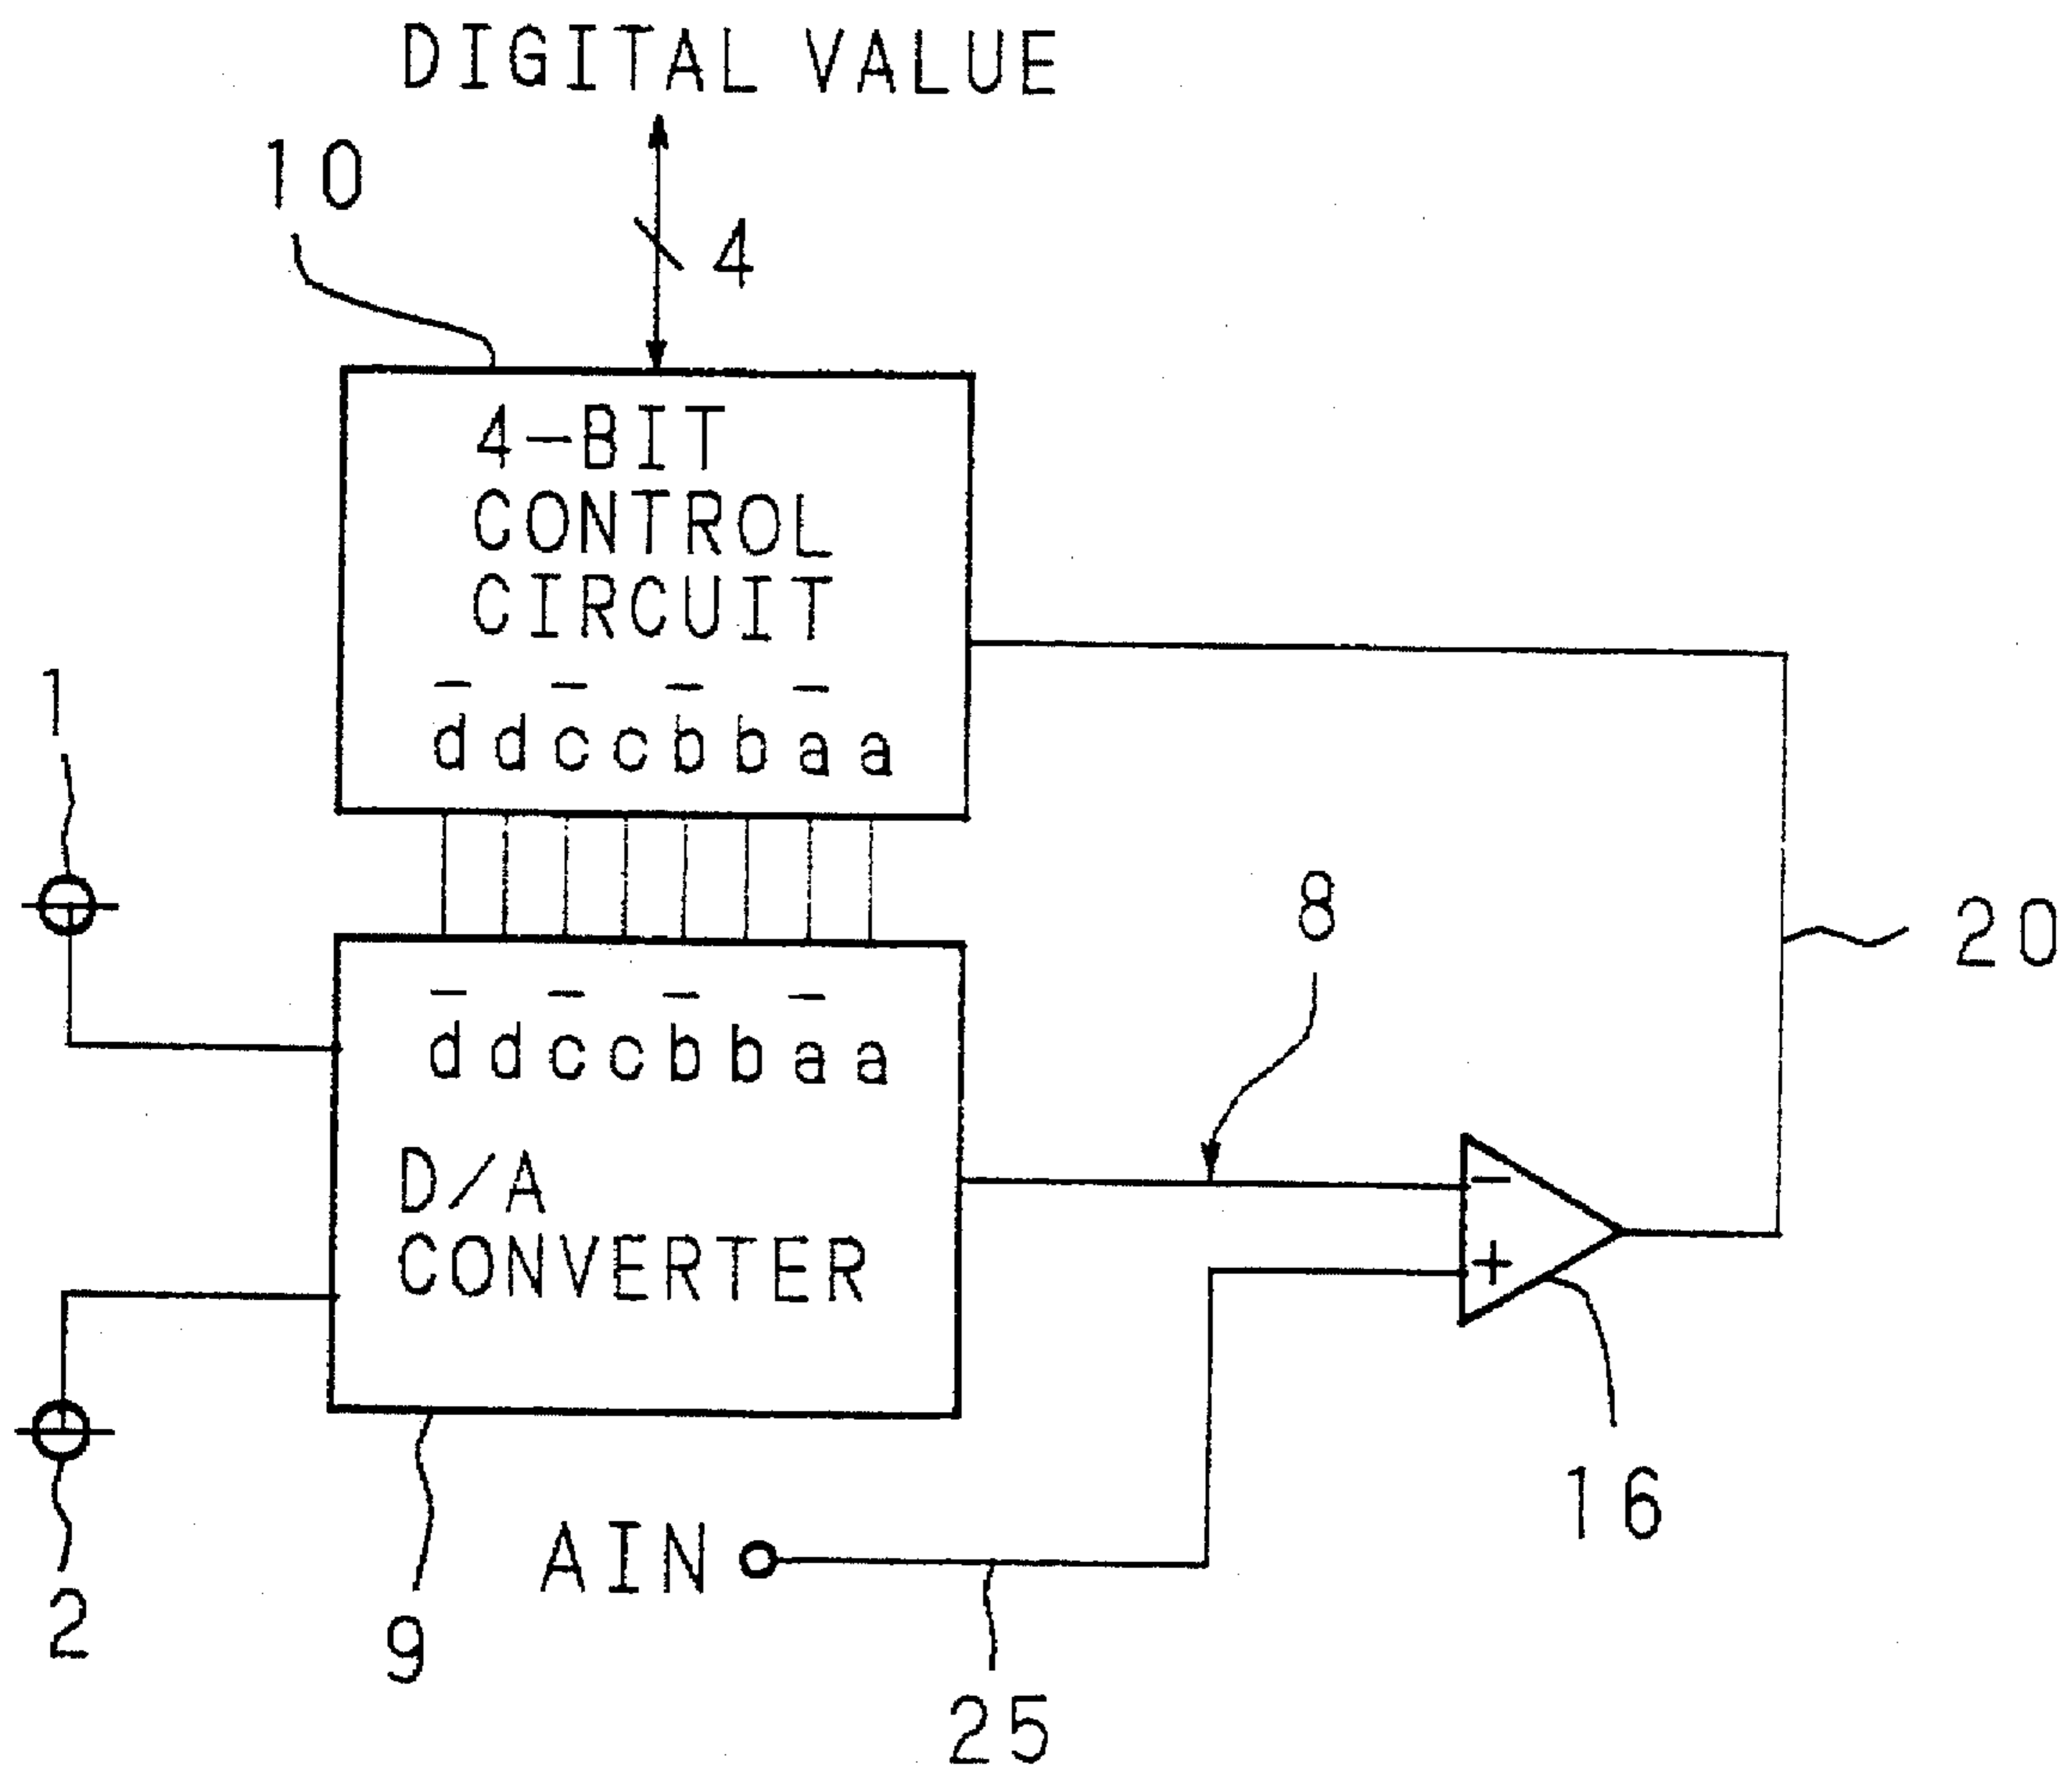 DIGITAL VALUE
10
4
4-BIT
CONTROL
CIRCUIT
d̅ d c̅ c b̅ b a̅ a
1
8
20
d̅ d c̅ c b̅ b a̅ a
D/A
CONVERTER
−
+
16
AIN
2
9
25